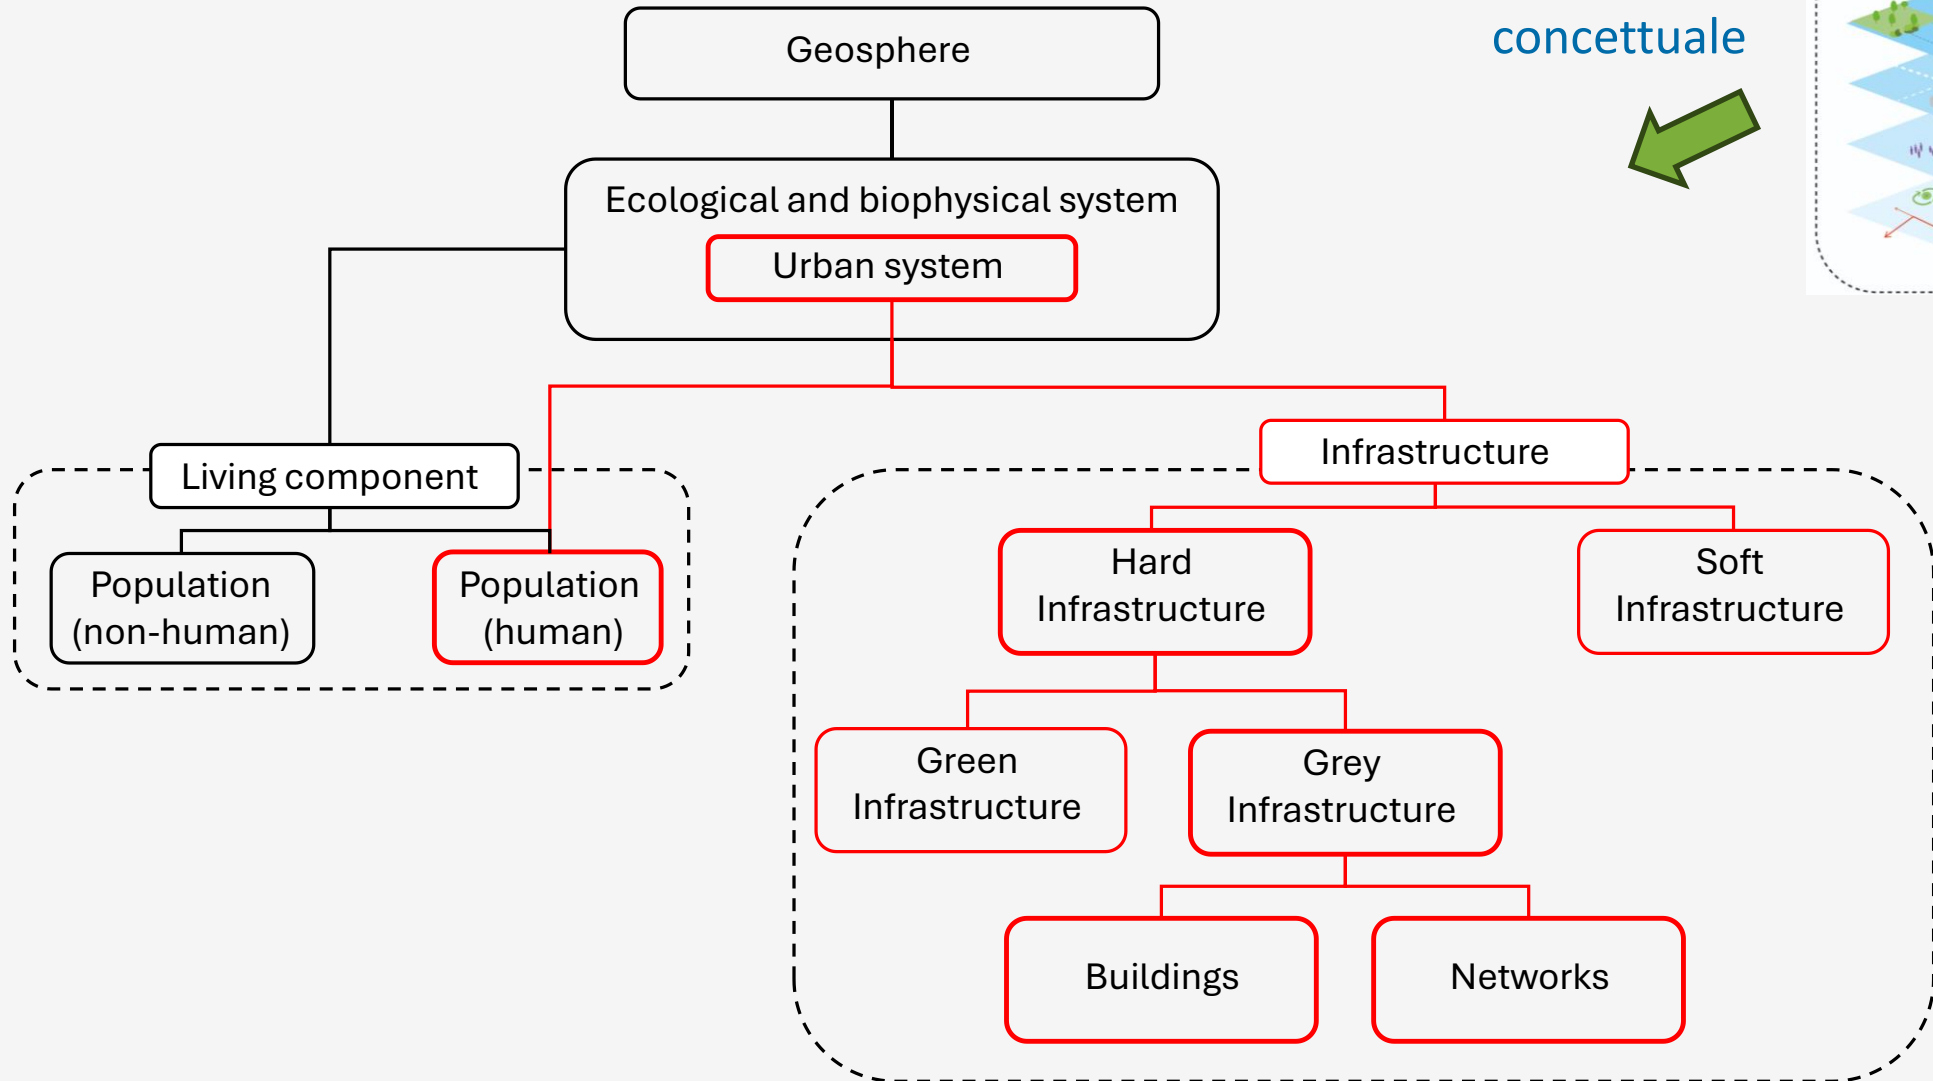 Geosphere
concettuale
Ecological and biophysical system
Urban system
Infrastructure
Living component
Hard
Infrastructure
Soft
Infrastructure
Population
(non-human)
Population
(human)
Green
Infrastructure
Grey
Infrastructure
Buildings
Networks